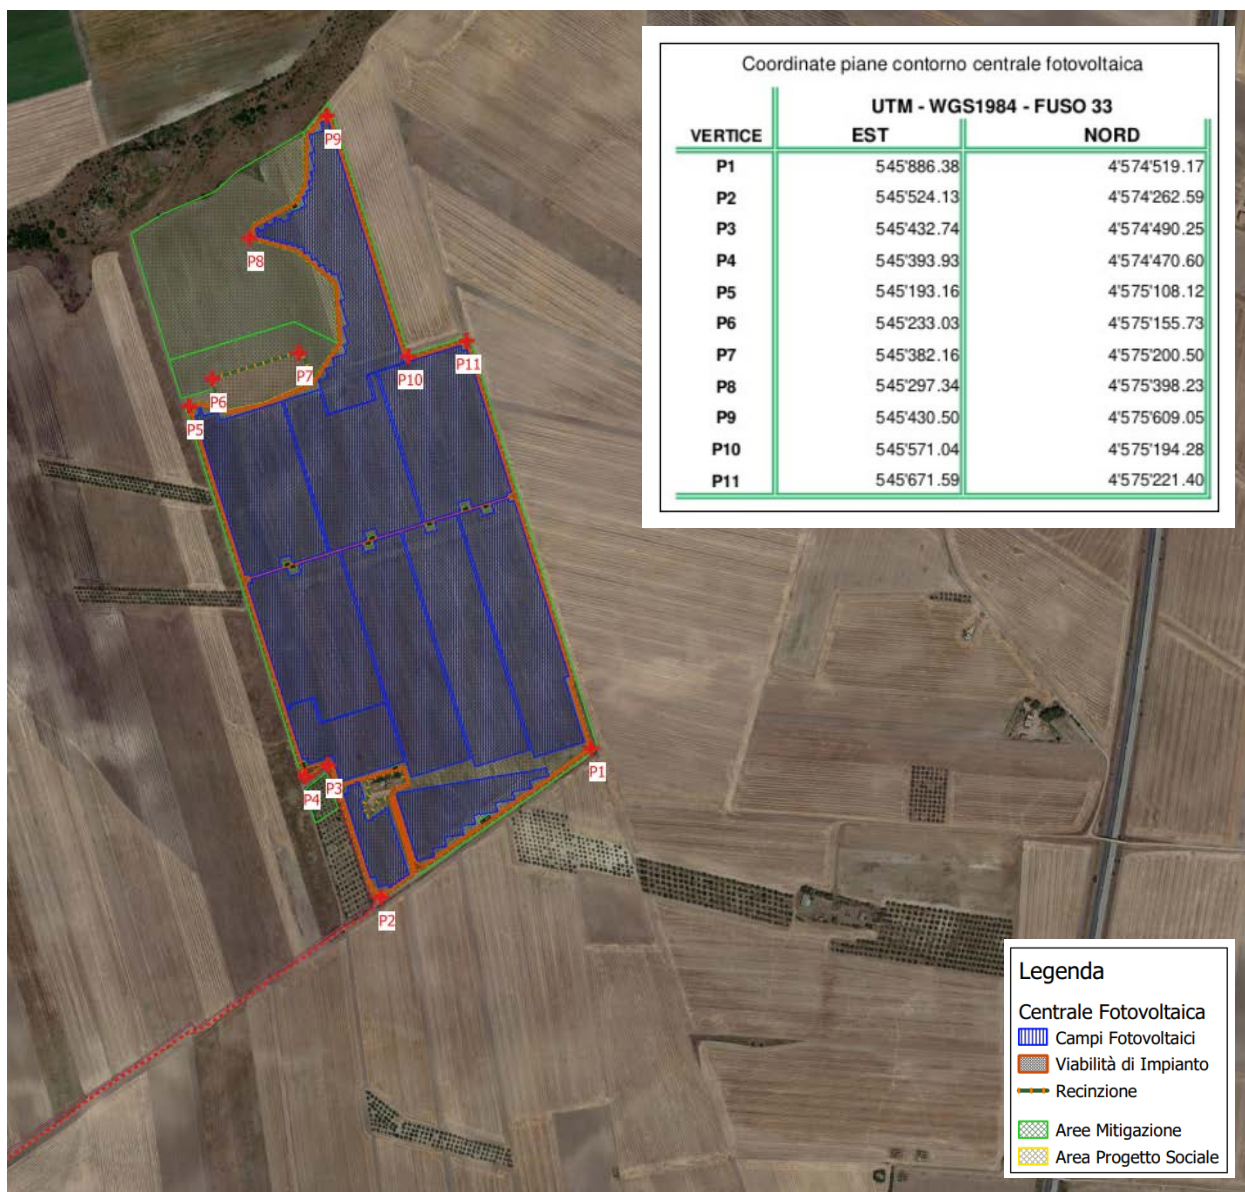 Coordinate piane contorno centrale fotovoltaica
UTM - WGS1984 - FUSO 33
VERTICE EST NORD
P1 545'886.38 4'574'519.17
P2 545'524.13 4'574'262.59
P3 545'432.74 4'574'490.25
P4 545'393.93 4'574'470.60
P5 545'193.16 4'575'108.12
P6 545'233.03 4'575'155.73
P7 545'382.16 4'575'200.50
P8 545'297.34 4'575'398.23
P9 545'430.50 4'575'609.05
P10 545'571.04 4'575'194.28
P11 545'671.59 4'575'221.40
P9
P8
P11
P7
P10
P6
P5
P1
P3
P4
P2
Legenda
Centrale Fotovoltaica
Campi Fotovoltaici
Viabilità di Impianto
Recinzione
Aree Mitigazione
Area Progetto Sociale